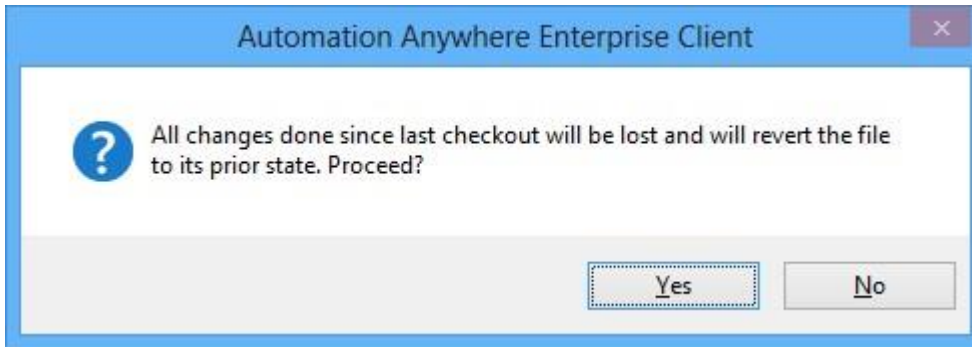 Automation Anywhere Enterprise Client
All changes done since last checkout will be lost and will revert the file
to its prior state. Proceed?
Yes
No